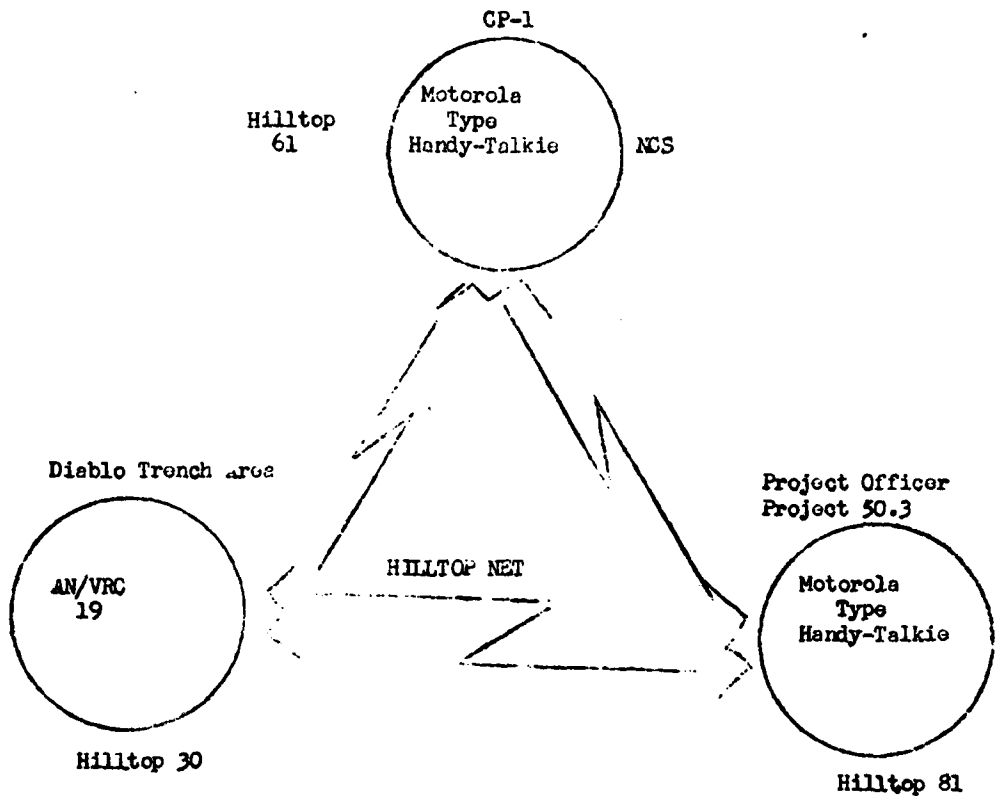 CP-1
Hilltop
61
Motorola
Type
Handy-Talkie
NCS
Diablo Trench Area
AN/VRC
19
Hilltop 30
HILLTOP NET
Project Officer
Project 50.3
Motorola
Type
Handy-Talkie
Hilltop 81